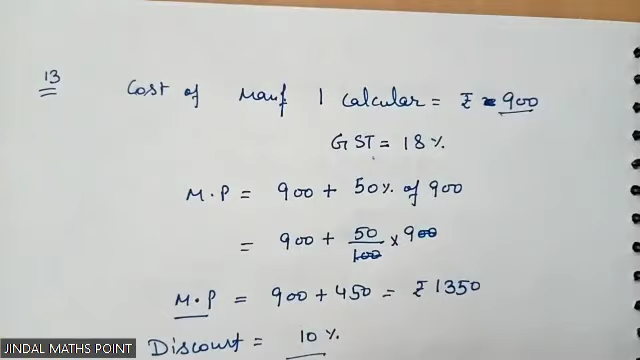 13
Cost of Manf 1 Calcular = ₹ 900
GST = 18 %.
M.P = 900 + 50% of 900
= 900 + 50/100 × 900
M.P = 900 + 450 = ₹ 1350
Discount = 10 %.
JINDAL MATHS POINT